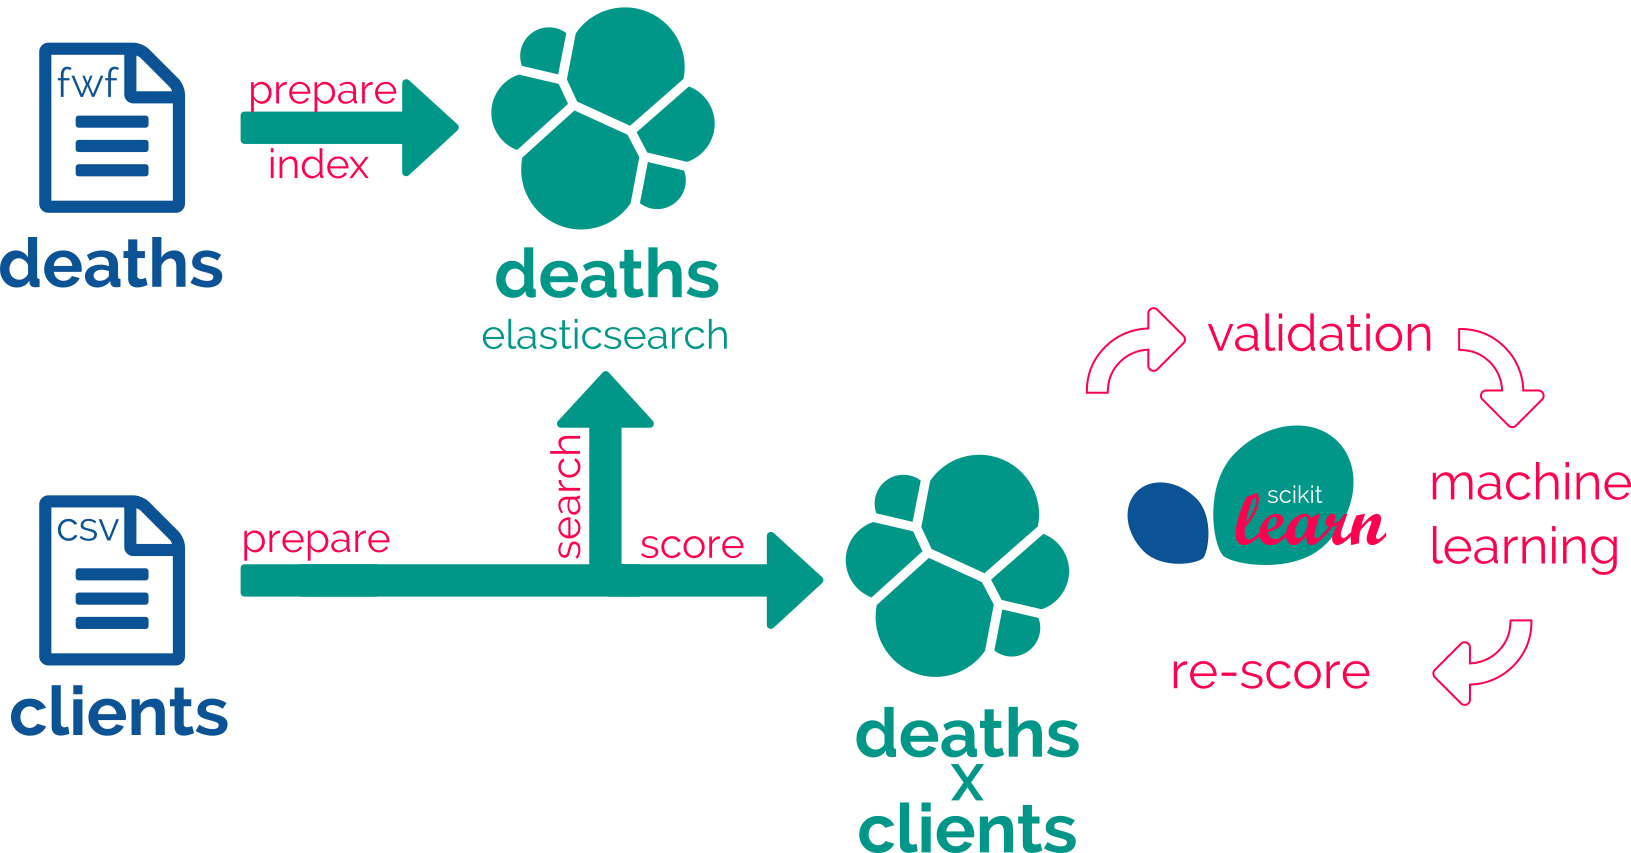 fwf
deaths
prepare
index
deaths
elasticsearch
csv
clients
prepare
search
score
deaths
x
clients
validation
scikit
learn
machine
learning
re-score